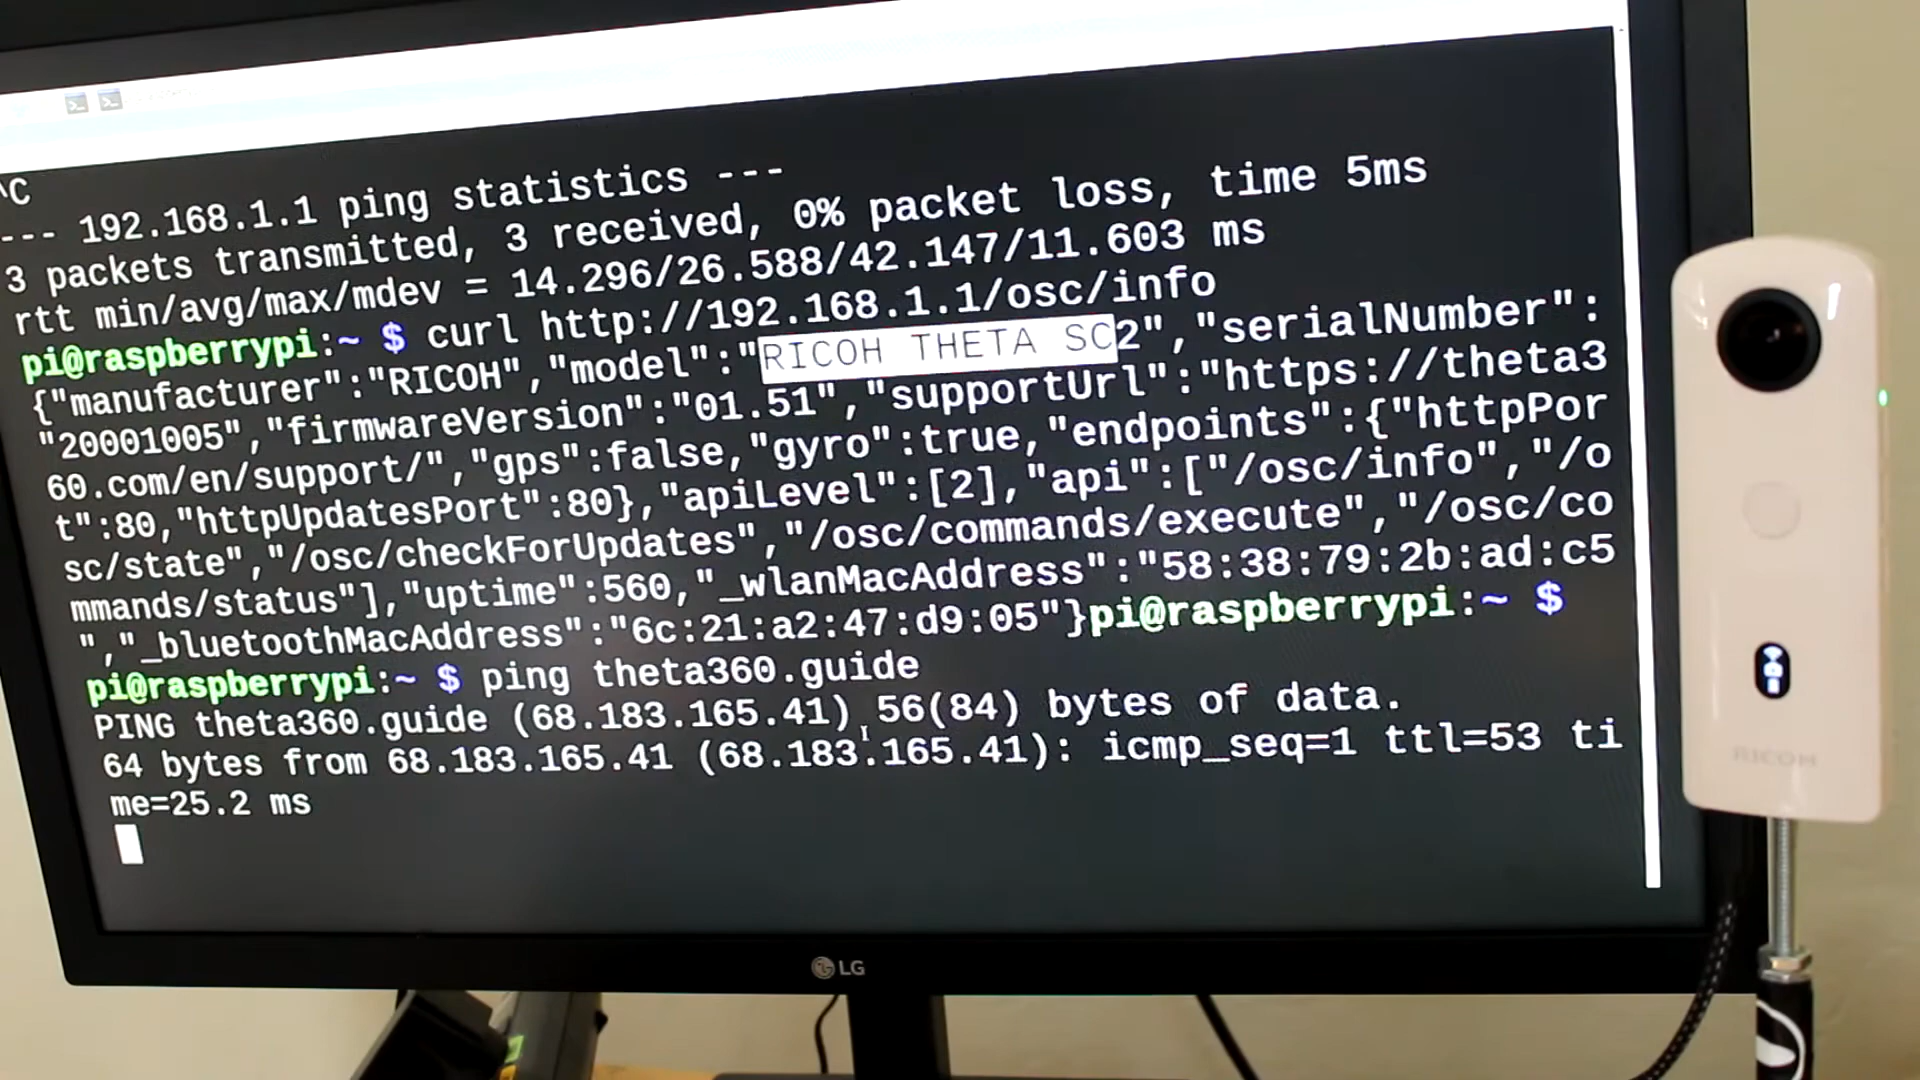 ^C
--- 192.168.1.1 ping statistics ---
3 packets transmitted, 3 received, 0% packet loss, time 5ms
rtt min/avg/max/mdev = 14.296/26.588/42.147/11.603 ms
pi@raspberrypi:~ $ curl http://192.168.1.1/osc/info
{"manufacturer":"RICOH","model":"RICOH THETA SC2","serialNumber":
"20001005","firmwareVersion":"01.51","supportUrl":"https://theta3
60.com/en/support/","gps":false,"gyro":true,"endpoints":{"httpPor
t":80,"httpUpdatesPort":80},"apiLevel":[2],"api":["/osc/info","/o
sc/state","/osc/checkForUpdates","/osc/commands/execute","/osc/co
mmands/status"],"uptime":560,"_wlanMacAddress":"58:38:79:2b:ad:c5
","_bluetoothMacAddress":"6c:21:a2:47:d9:05"}pi@raspberrypi:~ $
pi@raspberrypi:~ $ ping theta360.guide
PING theta360.guide (68.183.165.41) 56(84) bytes of data.
64 bytes from 68.183.165.41 (68.183.165.41): icmp_seq=1 ttl=53 ti
me=25.2 ms
RICOH
LG